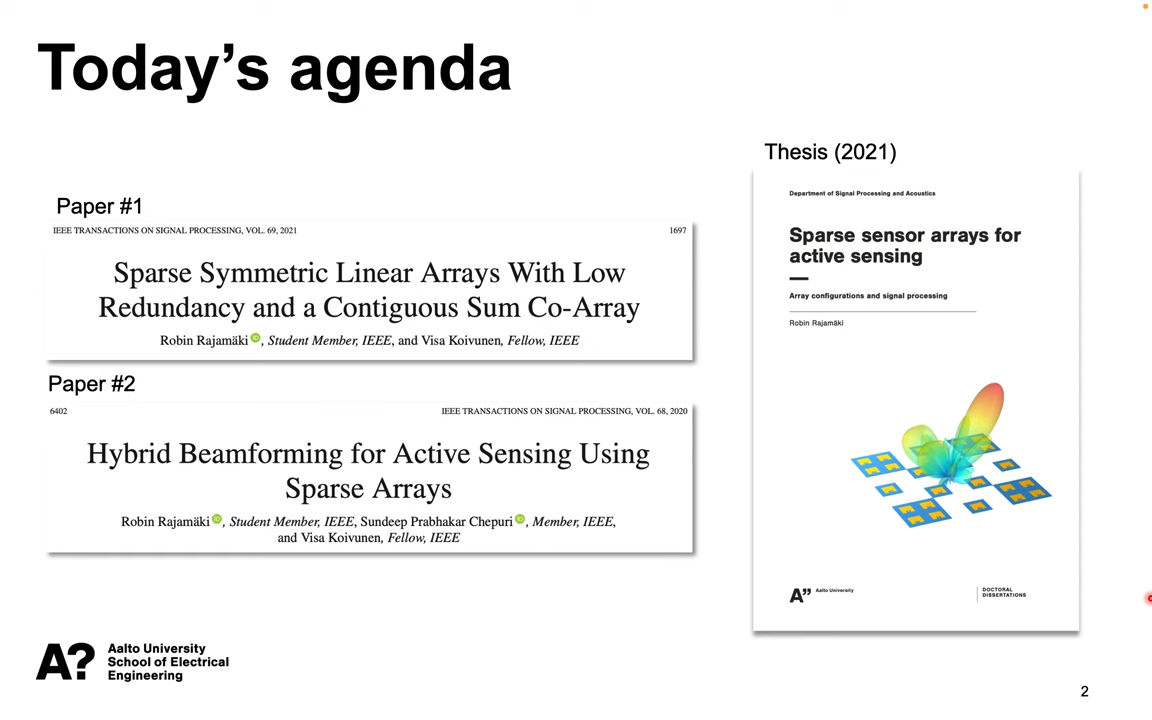 Today’s agenda
Paper #1
IEEE TRANSACTIONS ON SIGNAL PROCESSING, VOL. 69, 2021 1697
Sparse Symmetric Linear Arrays With Low
Redundancy and a Contiguous Sum Co-Array
Robin Rajamäki iD, Student Member, IEEE, and Visa Koivunen, Fellow, IEEE
Paper #2
6402 IEEE TRANSACTIONS ON SIGNAL PROCESSING, VOL. 68, 2020
Hybrid Beamforming for Active Sensing Using
Sparse Arrays
Robin Rajamäki iD, Student Member, IEEE, Sundeep Prabhakar Chepuri iD, Member, IEEE,
and Visa Koivunen, Fellow, IEEE
Thesis (2021)
Department of Signal Processing and Acoustics
Sparse sensor arrays for
active sensing
Array configurations and signal processing
Robin Rajamäki
A” Aalto University
DOCTORAL
DISSERTATIONS
A?
Aalto University
School of Electrical
Engineering
2